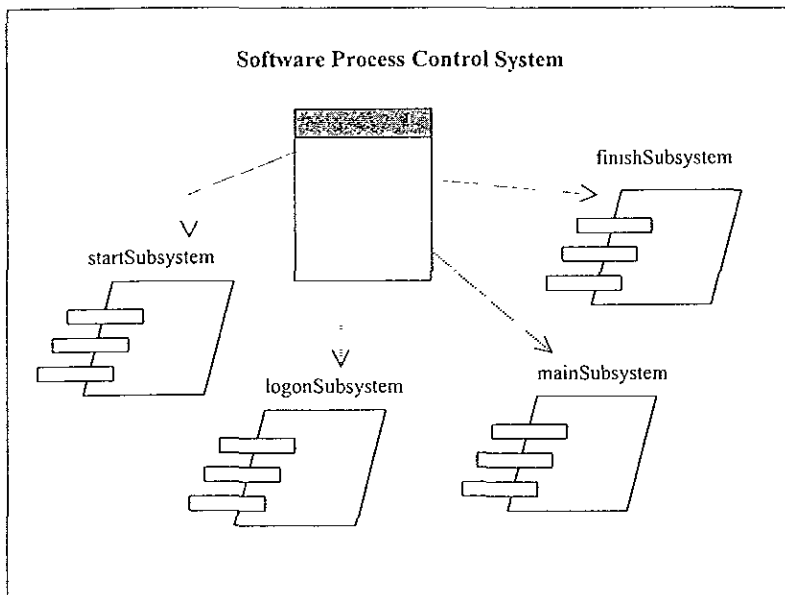 Software Process Control System
finishSubsystem
startSubsystem
mainSubsystem
logonSubsystem